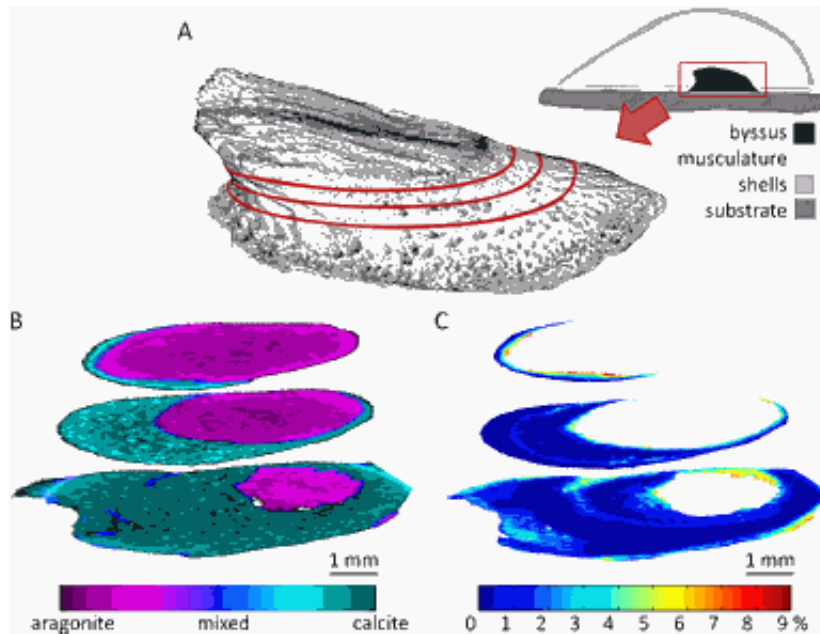 A
byssus
musculature
shells
substrate
B
C
1 mm
1 mm
aragonite mixed calcite
0 1 2 3 4 5 6 7 8 9 %